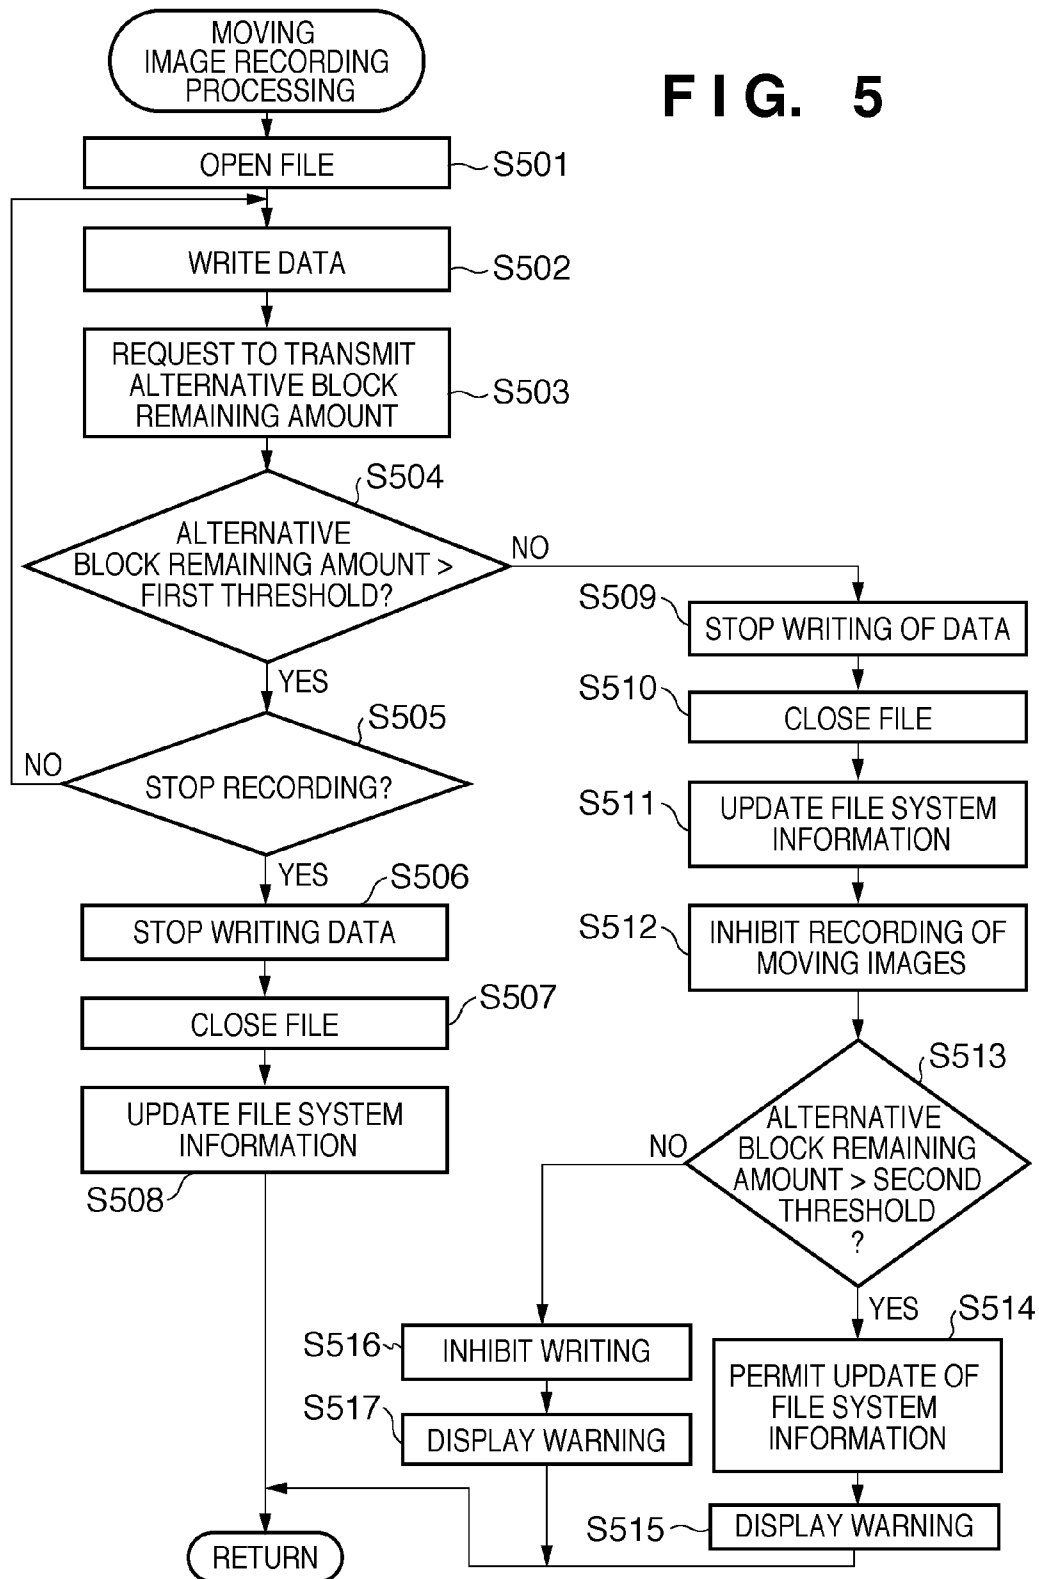 MOVING
IMAGE RECORDING
PROCESSING
FIG. 5
OPEN FILE
S501
WRITE DATA
S502
REQUEST TO TRANSMIT
ALTERNATIVE BLOCK
REMAINING AMOUNT
S503
S504
ALTERNATIVE
BLOCK REMAINING AMOUNT >
FIRST THRESHOLD?
NO
YES
S505
STOP RECORDING?
NO
YES
S506
STOP WRITING DATA
S507
CLOSE FILE
UPDATE FILE SYSTEM
INFORMATION
S508
S509
STOP WRITING OF DATA
S510
CLOSE FILE
S511
UPDATE FILE SYSTEM
INFORMATION
S512
INHIBIT RECORDING OF
MOVING IMAGES
S513
ALTERNATIVE
BLOCK REMAINING
AMOUNT > SECOND
THRESHOLD
?
NO
YES
S514
PERMIT UPDATE OF
FILE SYSTEM
INFORMATION
S515
DISPLAY WARNING
S516
INHIBIT WRITING
S517
DISPLAY WARNING
RETURN